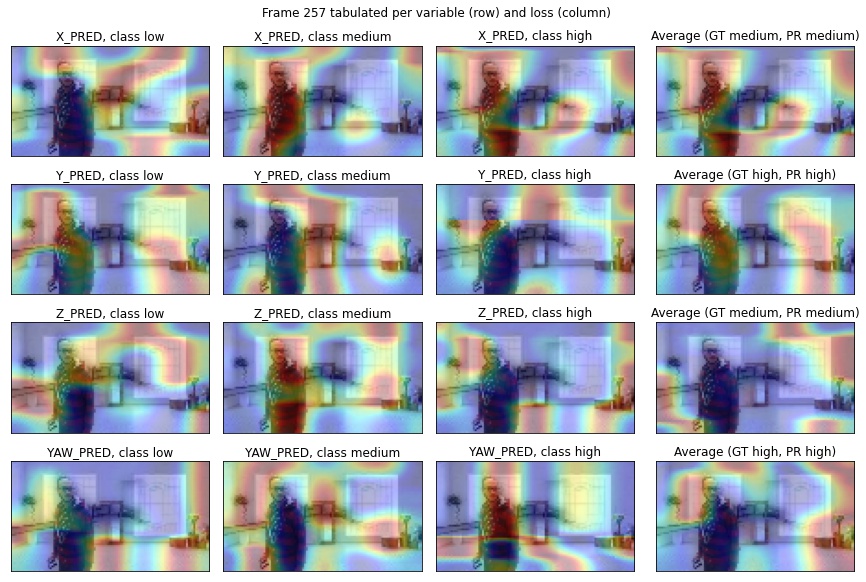 Frame 257 tabulated per variable (row) and loss (column)
X_PRED, class low
X_PRED, class medium
X_PRED, class high
Average (GT medium, PR medium)
Y_PRED, class low
Y_PRED, class medium
Y_PRED, class high
Average (GT high, PR high)
Z_PRED, class low
Z_PRED, class medium
Z_PRED, class high
Average (GT medium, PR medium)
YAW_PRED, class low
YAW_PRED, class medium
YAW_PRED, class high
Average (GT high, PR high)